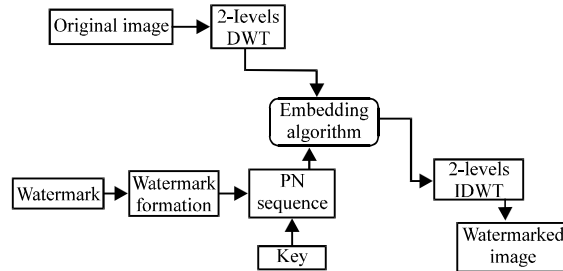 Original image
2-levels
DWT
Embedding
algorithm
Watermark
Watermark
formation
PN
sequence
Key
2-levels
IDWT
Watermarked
image